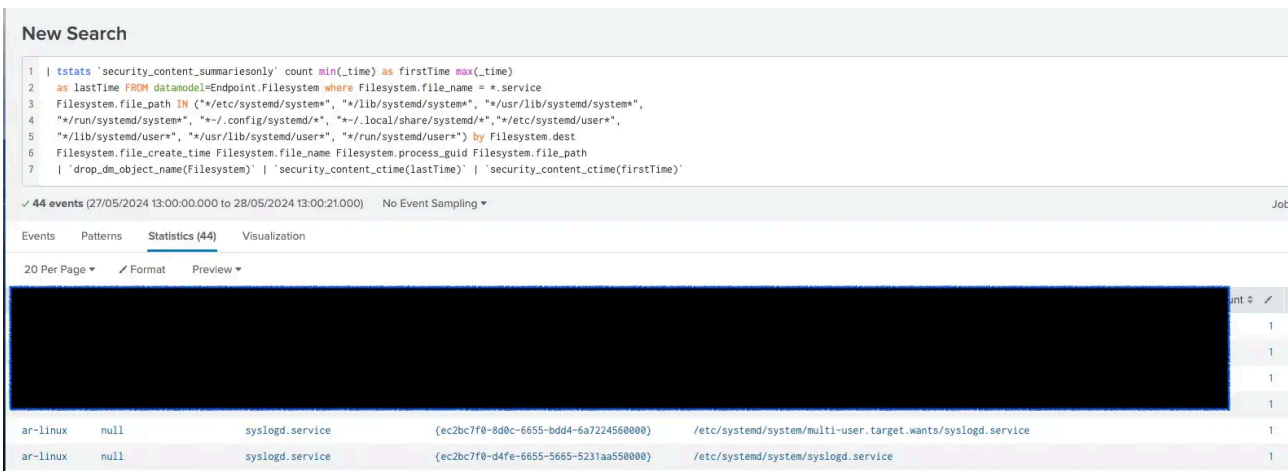 New Search
1 | tstats `security_content_summariesonly` count min(_time) as firstTime max(_time)
2 as lastTime FROM datamodel=Endpoint.Filesystem where Filesystem.file_name = *.service
3 Filesystem.file_path IN ("*/etc/systemd/system*", "*/lib/systemd/system*", "*/usr/lib/systemd/system*",
4 "*/run/systemd/system*", "*~/.config/systemd/*", "*~/.local/share/systemd/*","*/etc/systemd/user*",
5 "*/lib/systemd/user*", "*/usr/lib/systemd/user*", "*/run/systemd/user*") by Filesystem.dest
6 Filesystem.file_create_time Filesystem.file_name Filesystem.process_guid Filesystem.file_path
7 | `drop_dm_object_name(Filesystem)` | `security_content_ctime(lastTime)` | `security_content_ctime(firstTime)`
✓ 44 events (27/05/2024 13:00:00.000 to 28/05/2024 13:00:21.000) No Event Sampling ▾ Job
Events Patterns Statistics (44) Visualization
20 Per Page ▾ Format Preview ▾
unt
1
1
1
1
ar-linux null syslogd.service {ec2bc7f0-8d0c-6655-bdd4-6a7224560000} /etc/systemd/system/multi-user.target.wants/syslogd.service 1
ar-linux null syslogd.service {ec2bc7f0-d4fe-6655-5665-5231aa550000} /etc/systemd/system/syslogd.service 1